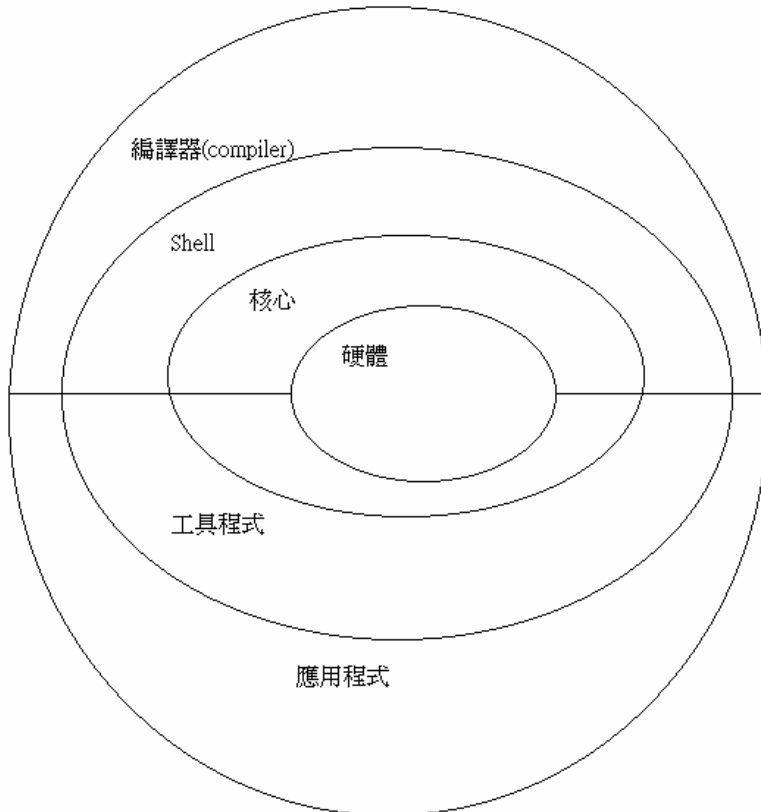 編譯器(compiler)
Shell
核心
硬體
工具程式
應用程式